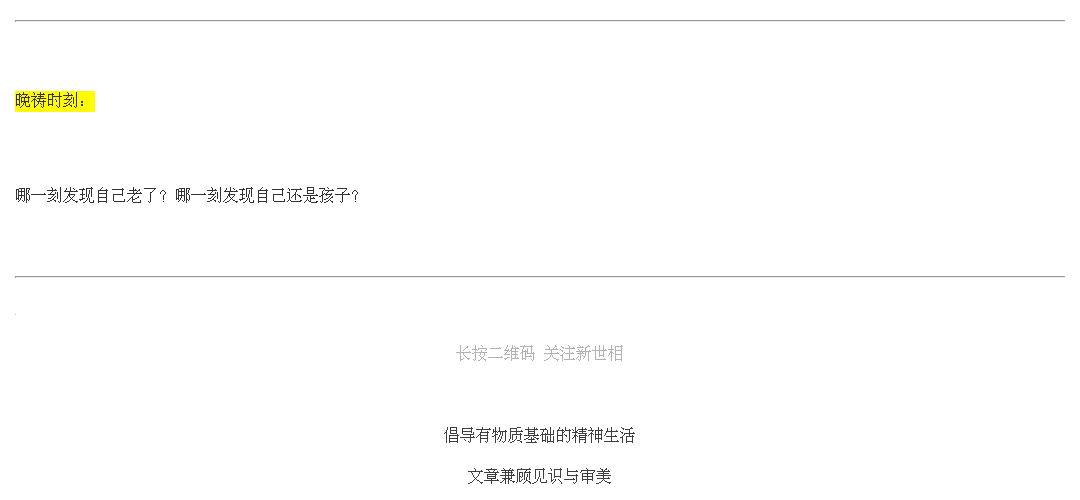 晚祷时刻：
哪一刻发现自己老了？哪一刻发现自己还是孩子？
长按二维码 关注新世相
倡导有物质基础的精神生活
文章兼顾见识与审美